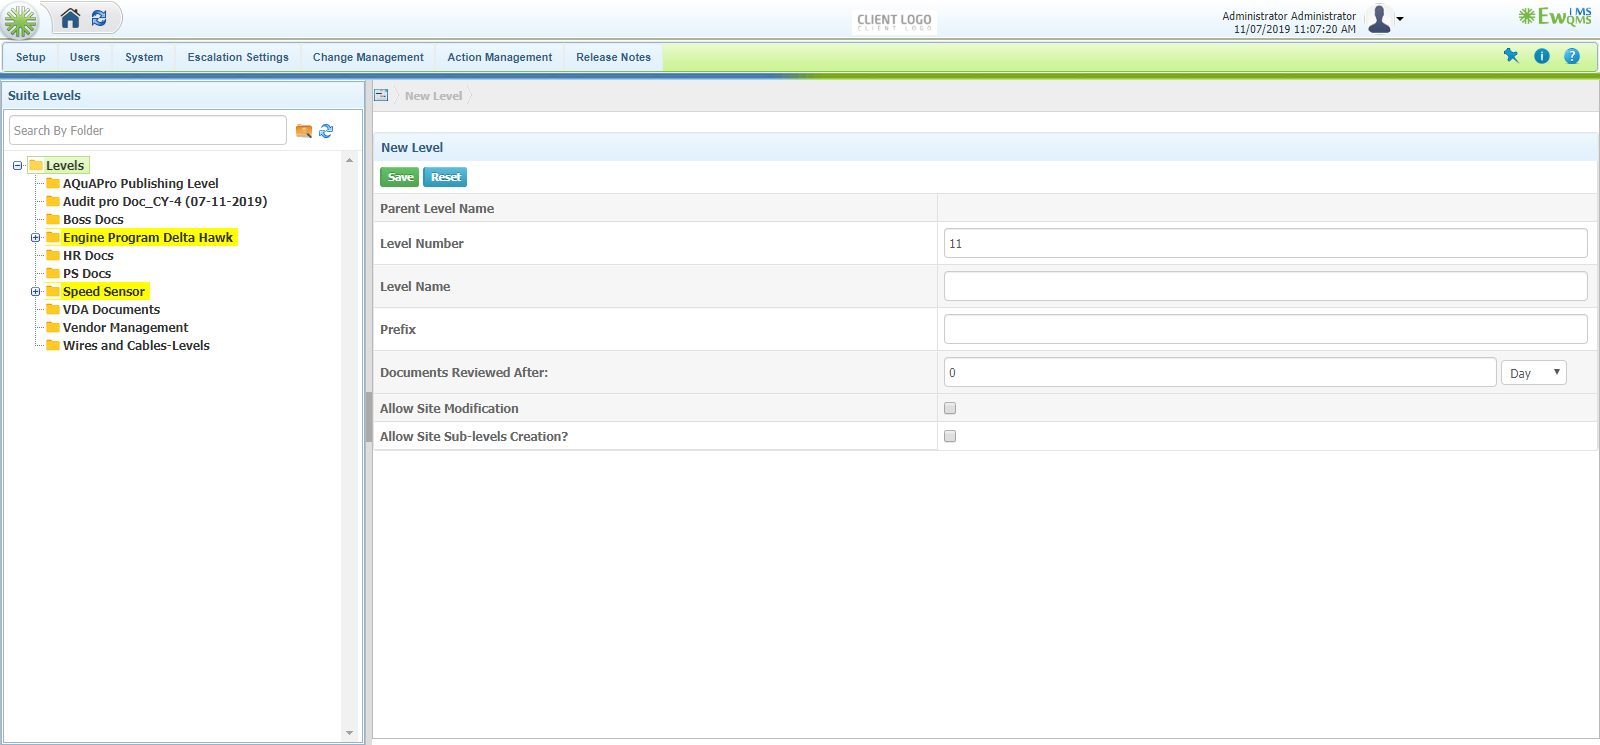 CLIENT LOGO
CLIENT LOGO
Administrator Administrator
11/07/2019 11:07:20 AM
EwQIMS
QMS
Setup
Users
System
Escalation Settings
Change Management
Action Management
Release Notes
Suite Levels
Search By Folder
Levels
AQuAPro Publishing Level
Audit pro Doc_CY-4 (07-11-2019)
Boss Docs
Engine Program Delta Hawk
HR Docs
PS Docs
Speed Sensor
VDA Documents
Vendor Management
Wires and Cables-Levels
New Level
New Level
Save
Reset
Parent Level Name
Level Number
11
Level Name
Prefix
Documents Reviewed After:
0
Day
Allow Site Modification
Allow Site Sub-levels Creation?